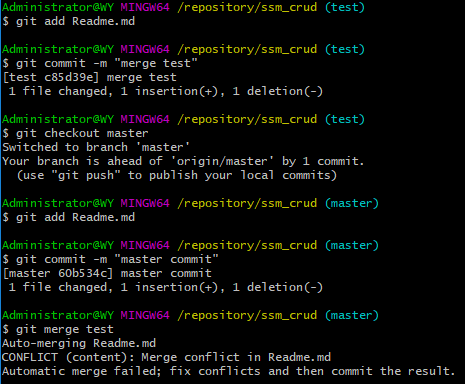 Administrator@WY MINGW64 /repository/ssm_crud (test)
$ git add Readme.md
Administrator@WY MINGW64 /repository/ssm_crud (test)
$ git commit -m "merge test"
[test c85d39e] merge test
 1 file changed, 1 insertion(+), 1 deletion(-)
Administrator@WY MINGW64 /repository/ssm_crud (test)
$ git checkout master
Switched to branch 'master'
Your branch is ahead of 'origin/master' by 1 commit.
  (use "git push" to publish your local commits)
Administrator@WY MINGW64 /repository/ssm_crud (master)
$ git add Readme.md
Administrator@WY MINGW64 /repository/ssm_crud (master)
$ git commit -m "master commit"
[master 60b534c] master commit
 1 file changed, 1 insertion(+), 1 deletion(-)
Administrator@WY MINGW64 /repository/ssm_crud (master)
$ git merge test
Auto-merging Readme.md
CONFLICT (content): Merge conflict in Readme.md
Automatic merge failed; fix conflicts and then commit the result.